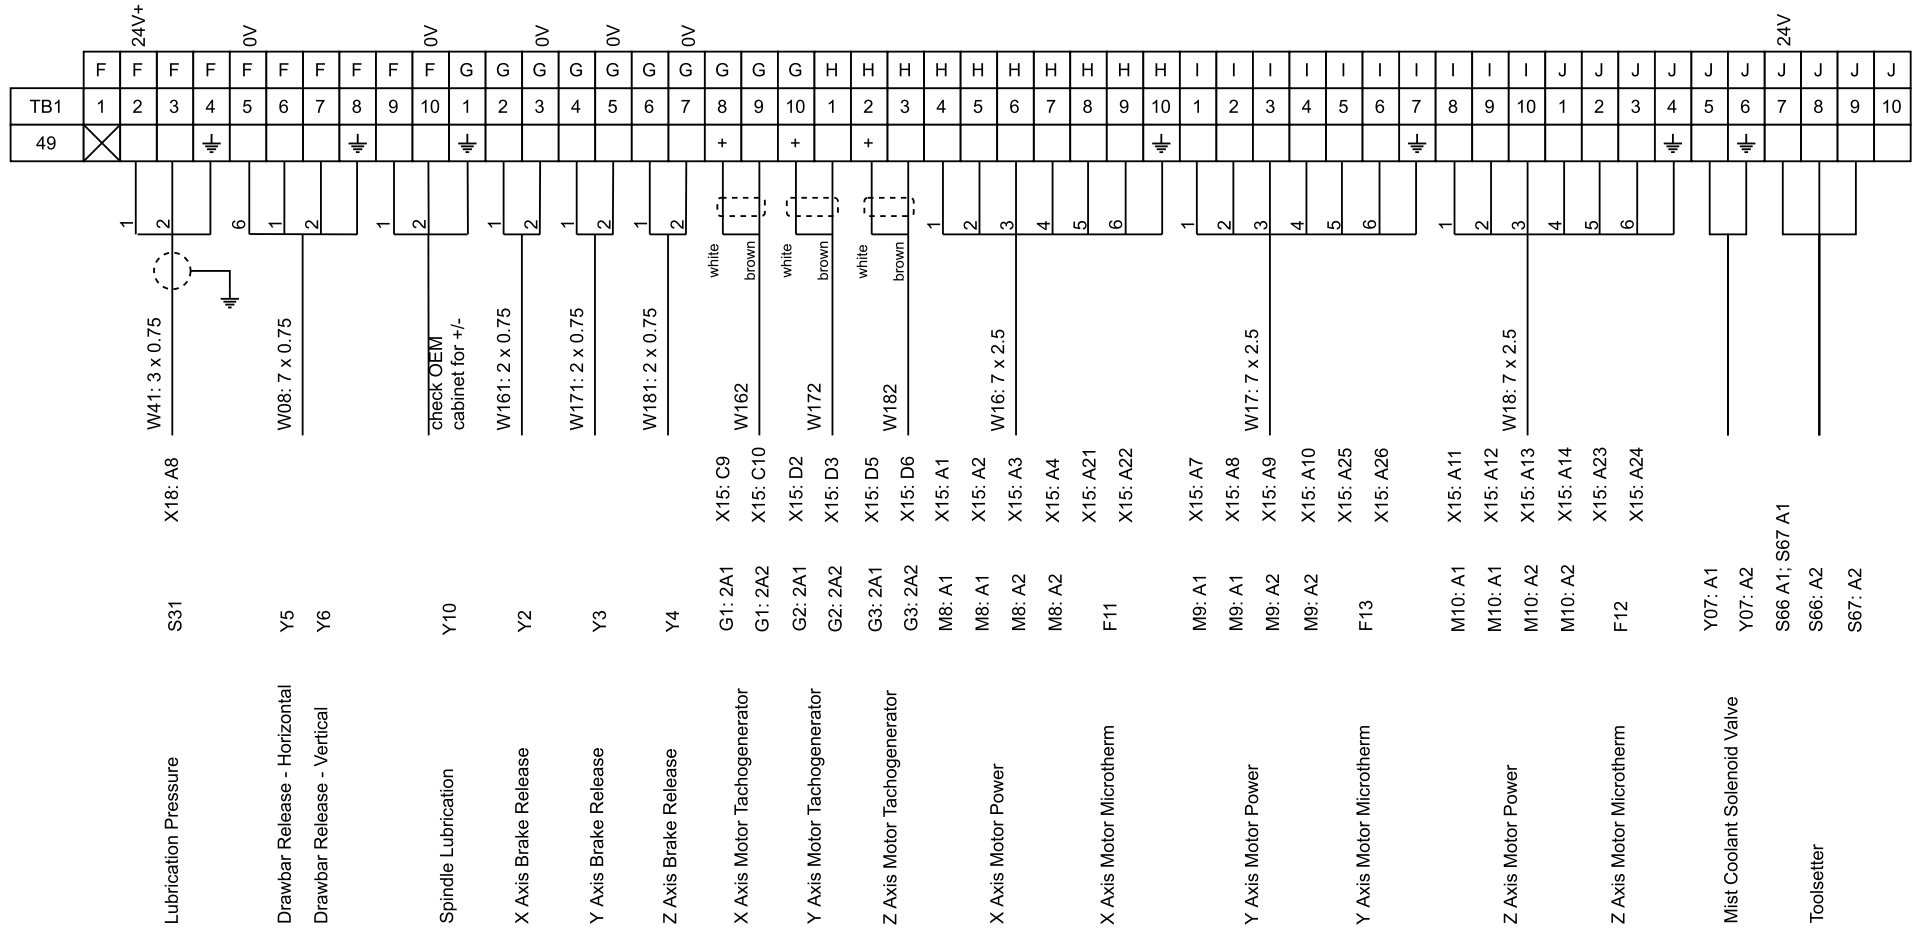 24V+ 0V 0V 0V 0V 0V 24V
F F F F F F F F F F G G G G G G G G G G H H H H H H H H H H I I I I I I I I I I J J J J J J J J J J
TB1 1 2 3 4 5 6 7 8 9 10 1 2 3 4 5 6 7 8 9 10 1 2 3 4 5 6 7 8 9 10 1 2 3 4 5 6 7 8 9 10 1 2 3 4 5 6 7 8 9 10
49 + + +
1 2 6 1 2 1 2 1 2 1 2 1 2 1 2 3 4 5 6 1 2 3 4 5 6 1 2 3 4 5 6
white brown white brown white brown
W41: 3 x 0.75
W08: 7 x 0.75
check OEM
cabinet for +/-
W161: 2 x 0.75
W171: 2 x 0.75
W181: 2 x 0.75
W162
W172
W182
W16: 7 x 2.5
W17: 7 x 2.5
W18: 7 x 2.5
X18: A8
X15: C9
X15: C10
X15: D2
X15: D3
X15: D5
X15: D6
X15: A1
X15: A2
X15: A3
X15: A4
X15: A21
X15: A22
X15: A7
X15: A8
X15: A9
X15: A10
X15: A25
X15: A26
X15: A11
X15: A12
X15: A13
X15: A14
X15: A23
X15: A24
S31
Y5
Y6
Y10
Y2
Y3
Y4
G1: 2A1
G1: 2A2
G2: 2A1
G2: 2A2
G3: 2A1
G3: 2A2
M8: A1
M8: A1
M8: A2
M8: A2
F11
M9: A1
M9: A1
M9: A2
M9: A2
F13
M10: A1
M10: A1
M10: A2
M10: A2
F12
Y07: A1
Y07: A2
S66 A1; S67 A1
S66: A2
S67: A2
Lubrication Pressure
Drawbar Release - Horizontal
Drawbar Release - Vertical
Spindle Lubrication
X Axis Brake Release
Y Axis Brake Release
Z Axis Brake Release
X Axis Motor Tachogenerator
Y Axis Motor Tachogenerator
Z Axis Motor Tachogenerator
X Axis Motor Power
X Axis Motor Microtherm
Y Axis Motor Power
Y Axis Motor Microtherm
Z Axis Motor Power
Z Axis Motor Microtherm
Mist Coolant Solenoid Valve
Toolsetter